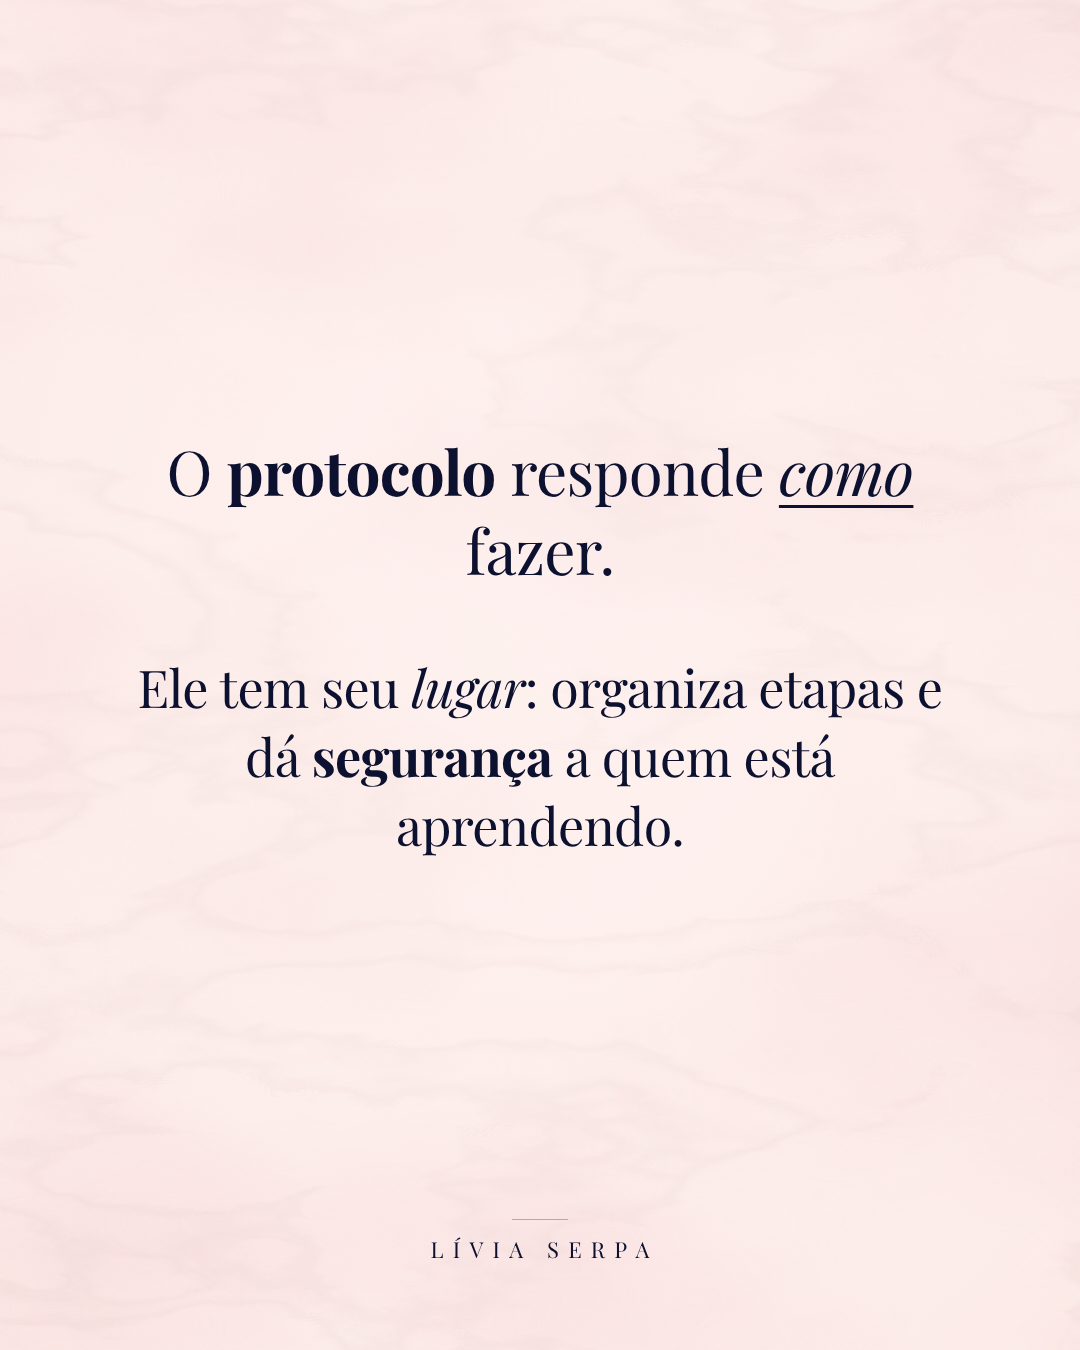 O protocolo responde como
fazer.
Ele tem seu lugar: organiza etapas e
dá segurança a quem está
aprendendo.
LÍVIA SERPA